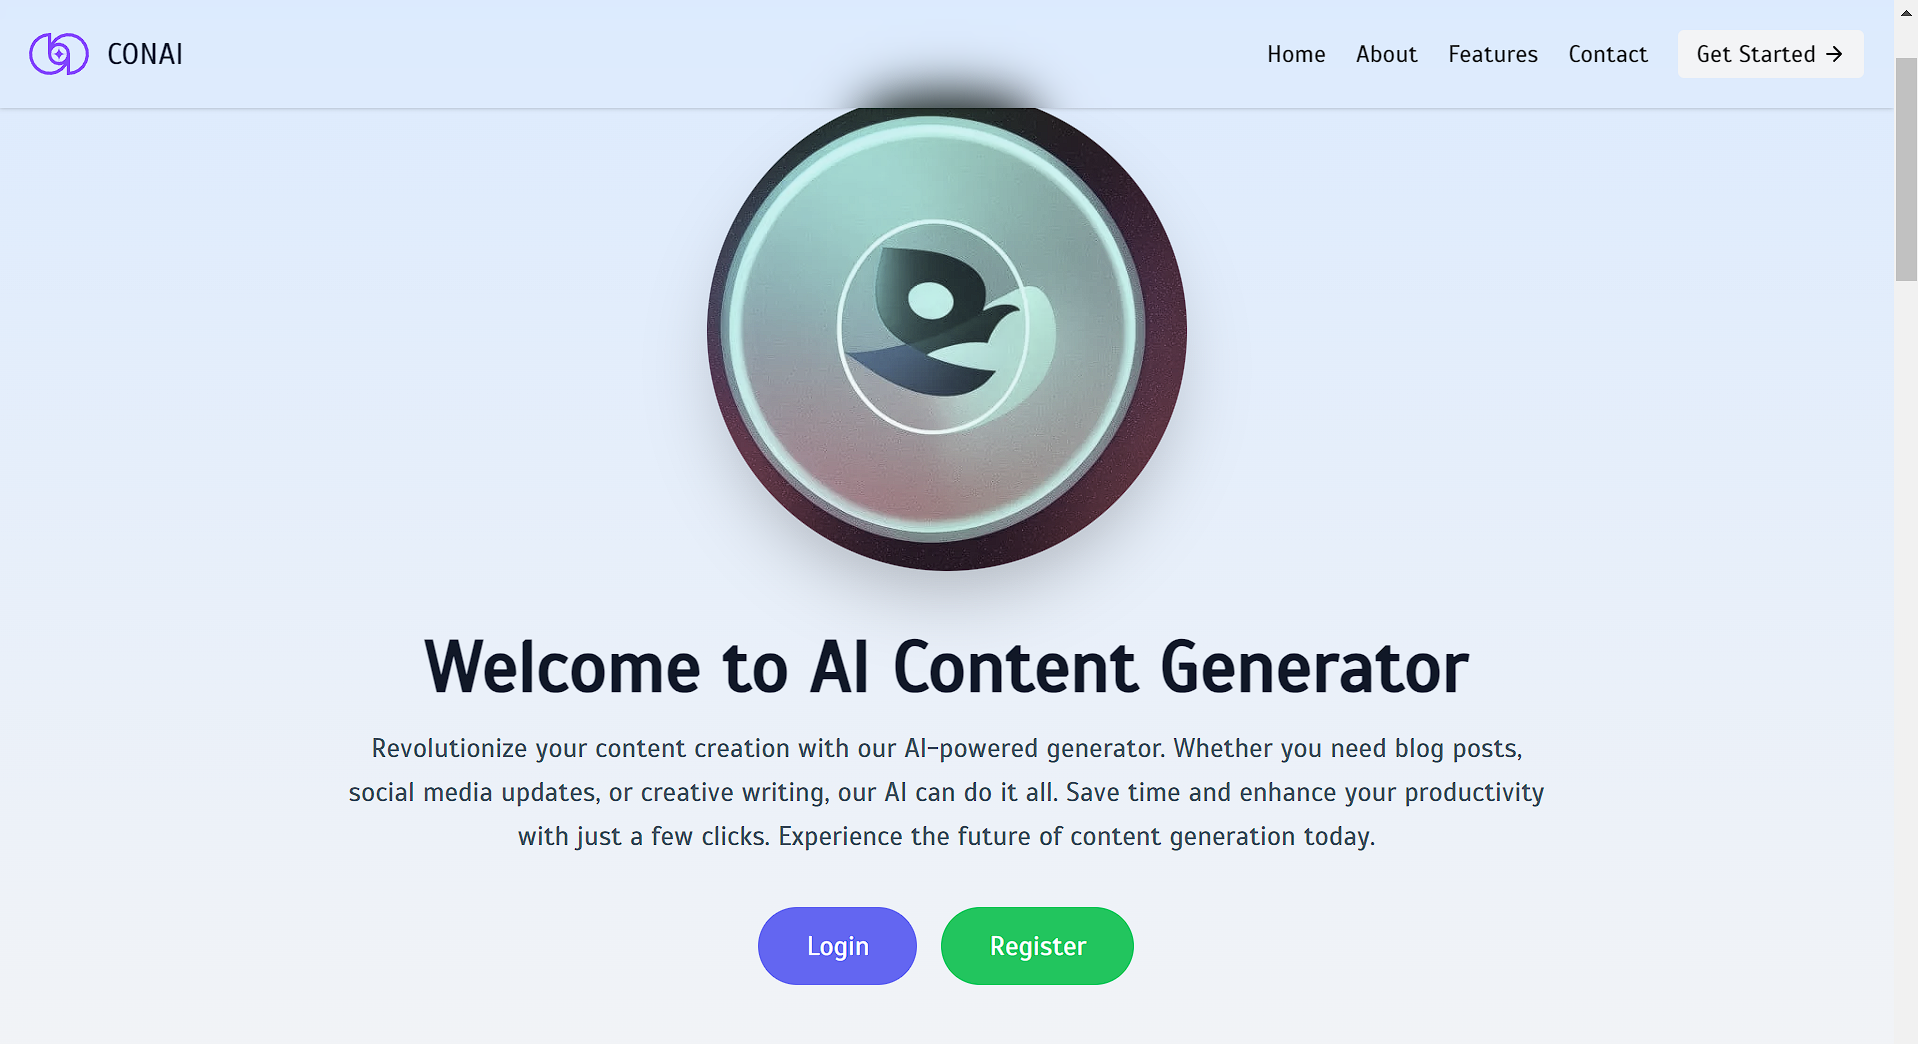 CONAI
Home
About
Features
Contact
Get Started →
Welcome to AI Content Generator
Revolutionize your content creation with our AI-powered generator. Whether you need blog posts,
social media updates, or creative writing, our AI can do it all. Save time and enhance your productivity
with just a few clicks. Experience the future of content generation today.
Login
Register